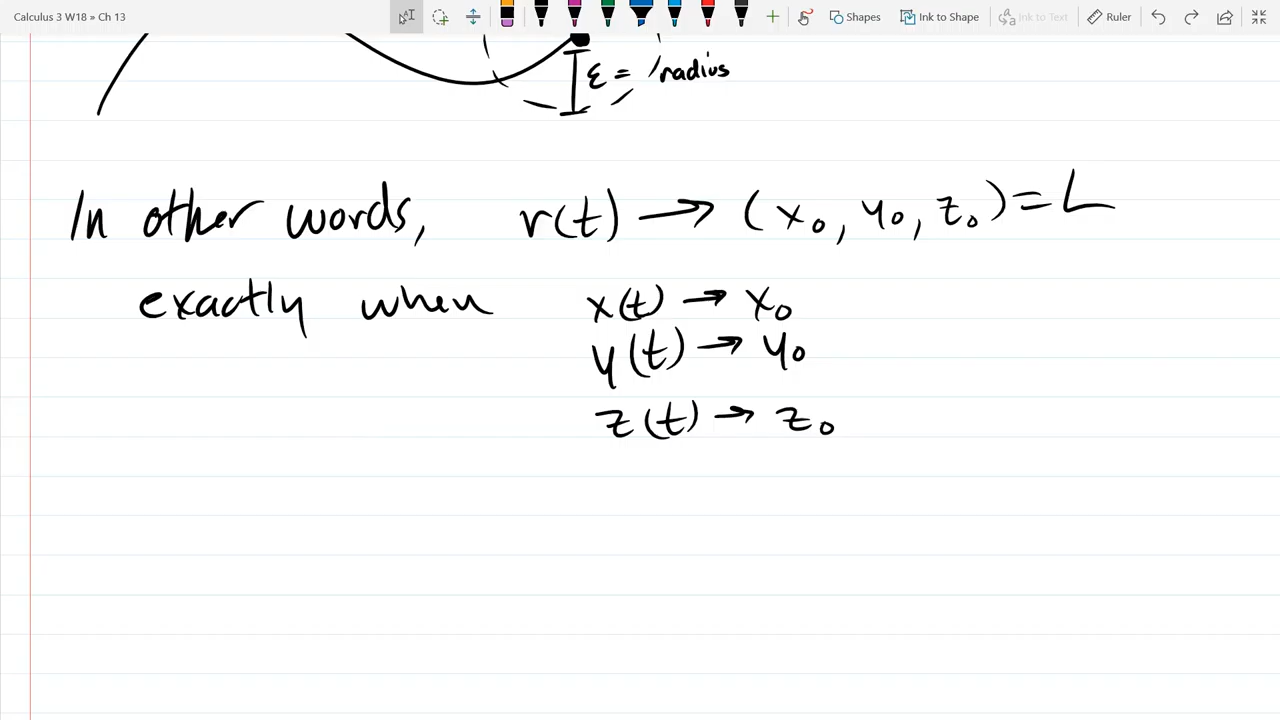 Calculus 3 W18 » Ch 13
Shapes Ink to Shape Ink to Text Ruler
ε = radius
In other words, r(t) → (x₀, y₀, z₀) = L
exactly when x(t) → x₀
y(t) → y₀
z(t) → z₀